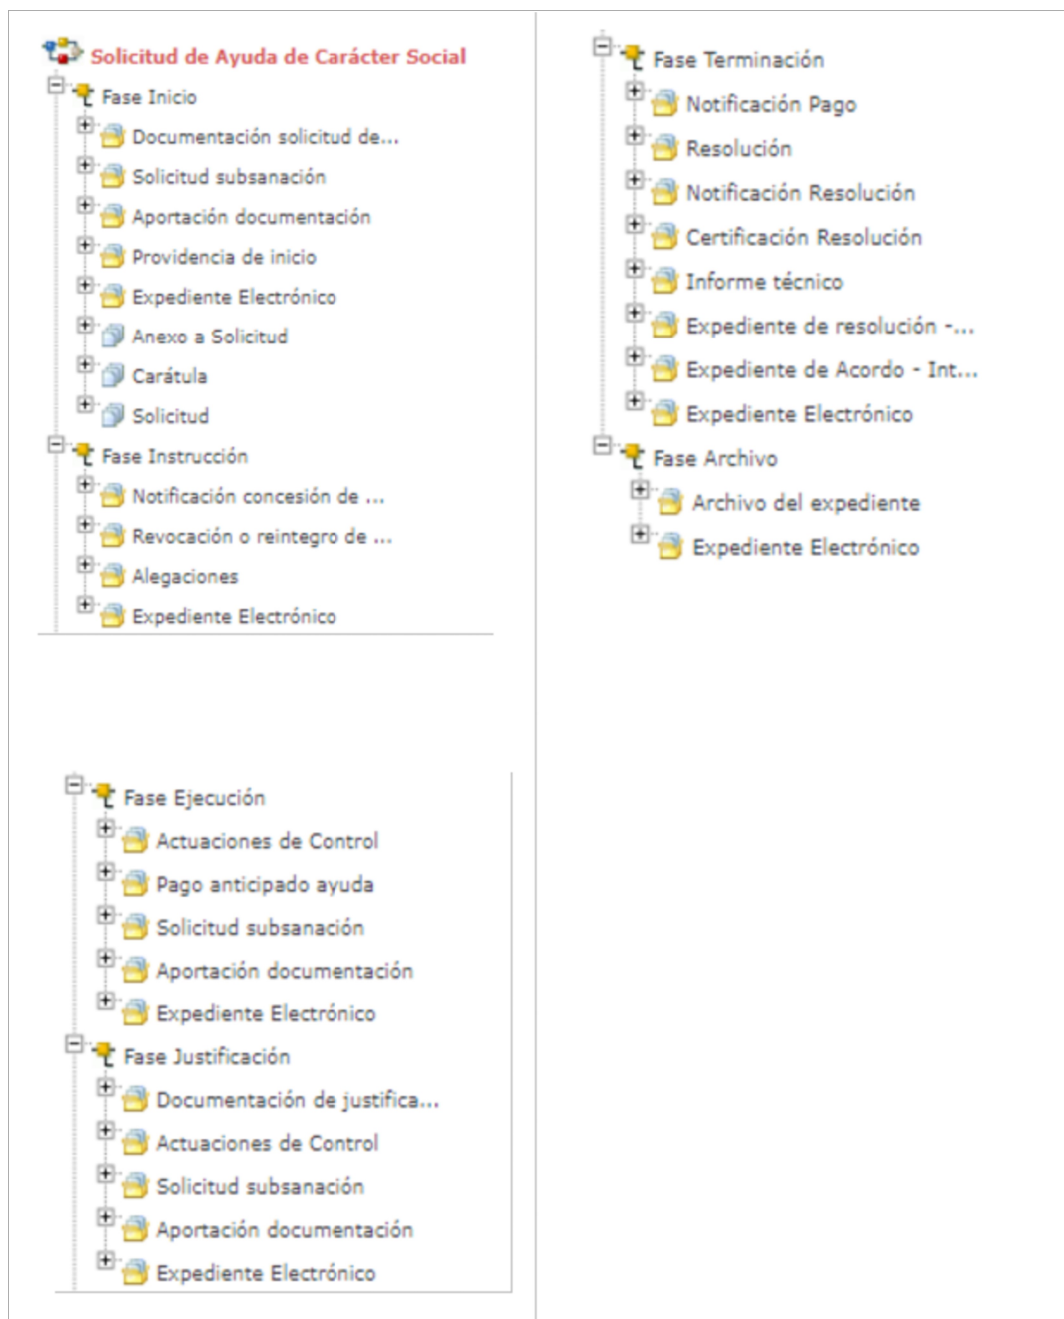 Solicitud de Ayuda de Carácter Social
Fase Inicio
Documentación solicitud de...
Solicitud subsanación
Aportación documentación
Providencia de inicio
Expediente Electrónico
Anexo a Solicitud
Carátula
Solicitud
Fase Instrucción
Notificación concesión de ...
Revocación o reintegro de ...
Alegaciones
Expediente Electrónico
Fase Ejecución
Actuaciones de Control
Pago anticipado ayuda
Solicitud subsanación
Aportación documentación
Expediente Electrónico
Fase Justificación
Documentación de justifica...
Actuaciones de Control
Solicitud subsanación
Aportación documentación
Expediente Electrónico
Fase Terminación
Notificación Pago
Resolución
Notificación Resolución
Certificación Resolución
Informe técnico
Expediente de resolución -...
Expediente de Acordo - Int...
Expediente Electrónico
Fase Archivo
Archivo del expediente
Expediente Electrónico